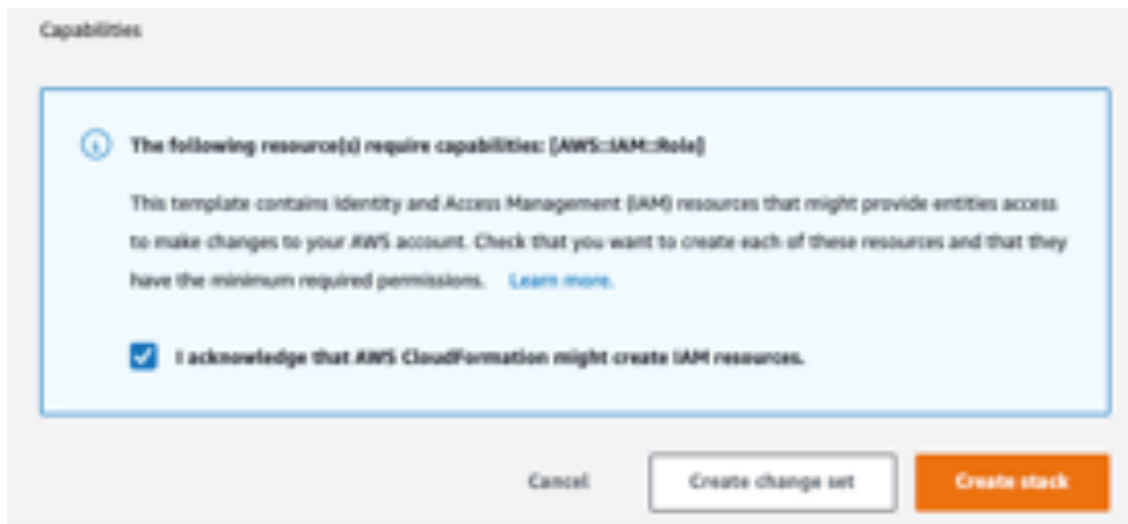 Capabilities
The following resource(s) require capabilities: [AWS::IAM::Role]
This template contains Identity and Access Management (IAM) resources that might provide entities access
to make changes to your AWS account. Check that you want to create each of these resources and that they
have the minimum required permissions. Learn more.
I acknowledge that AWS CloudFormation might create IAM resources.
Cancel Create change set Create stack